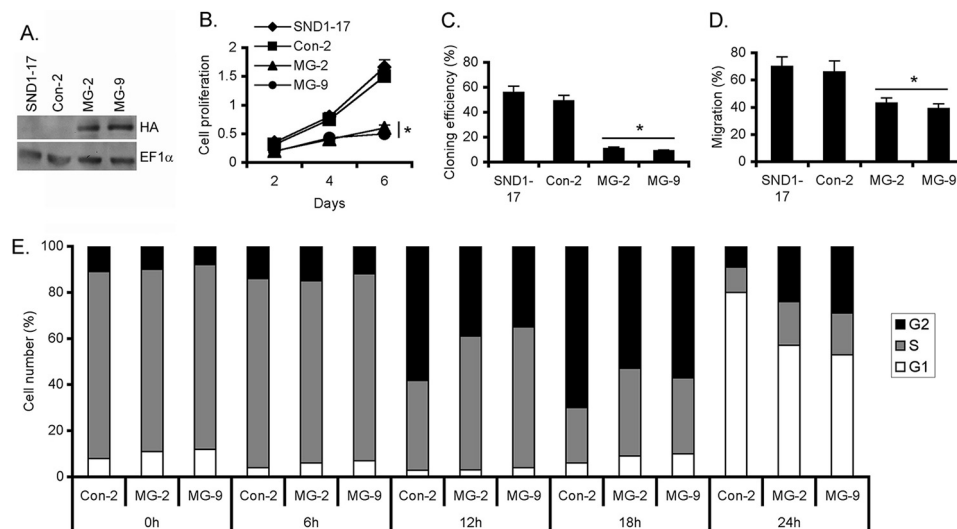 A.
SND1-17
Con-2
MG-2
MG-9
HA
EF1α
B.
SND1-17
Con-2
MG-2
MG-9
Cell proliferation
2
1.5
1
0.5
0
*
2 4 6
Days
C.
Cloning efficiency (%)
80
60
40
20
0
*
SND1-
17
Con-2 MG-2 MG-9
D.
Migration (%)
80
60
40
20
0
*
SND1-
17
Con-2 MG-2 MG-9
E.
Cell number (%)
100
80
60
40
20
0
G2
S
G1
Con-2 MG-2 MG-9 Con-2 MG-2 MG-9 Con-2 MG-2 MG-9 Con-2 MG-2 MG-9 Con-2 MG-2 MG-9
0h 6h 12h 18h 24h